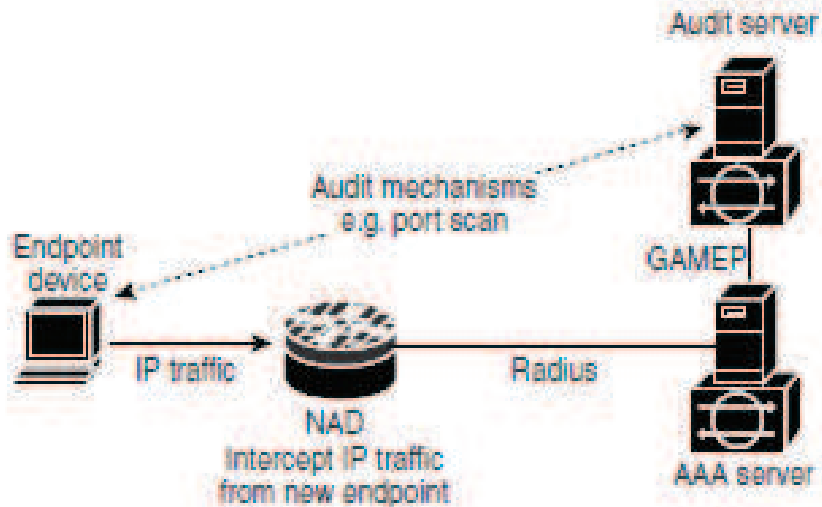 Audit server
Audit mechanisms
e.g. port scan
Endpoint
device
GAMEP
IP traffic
Radius
NAD
Intercept IP traffic
from new endpoint
AAA server